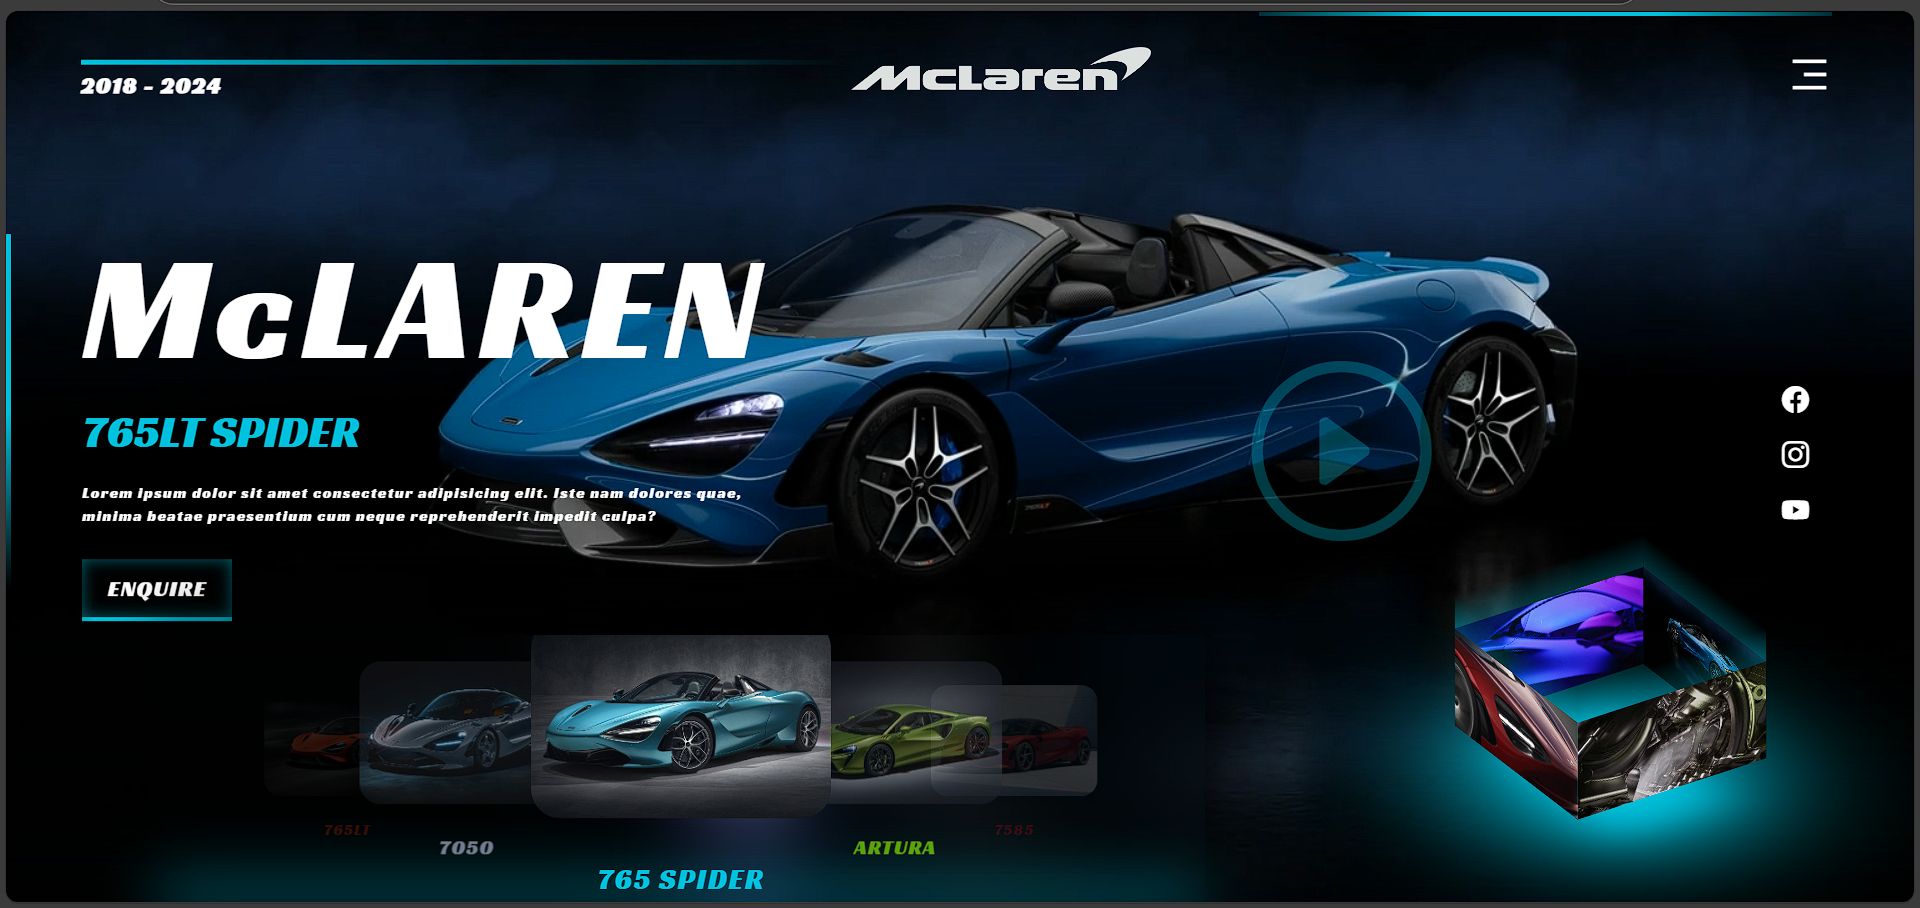 McLaren
2018 - 2024
McLAREN
765LT SPIDER
Lorem ipsum dolor sit amet consectetur adipisicing elit. Iste nam dolores quae,
minima beatae praesentium cum neque reprehenderit impedit culpa?
ENQUIRE
765LT
7050
765 SPIDER
ARTURA
7585